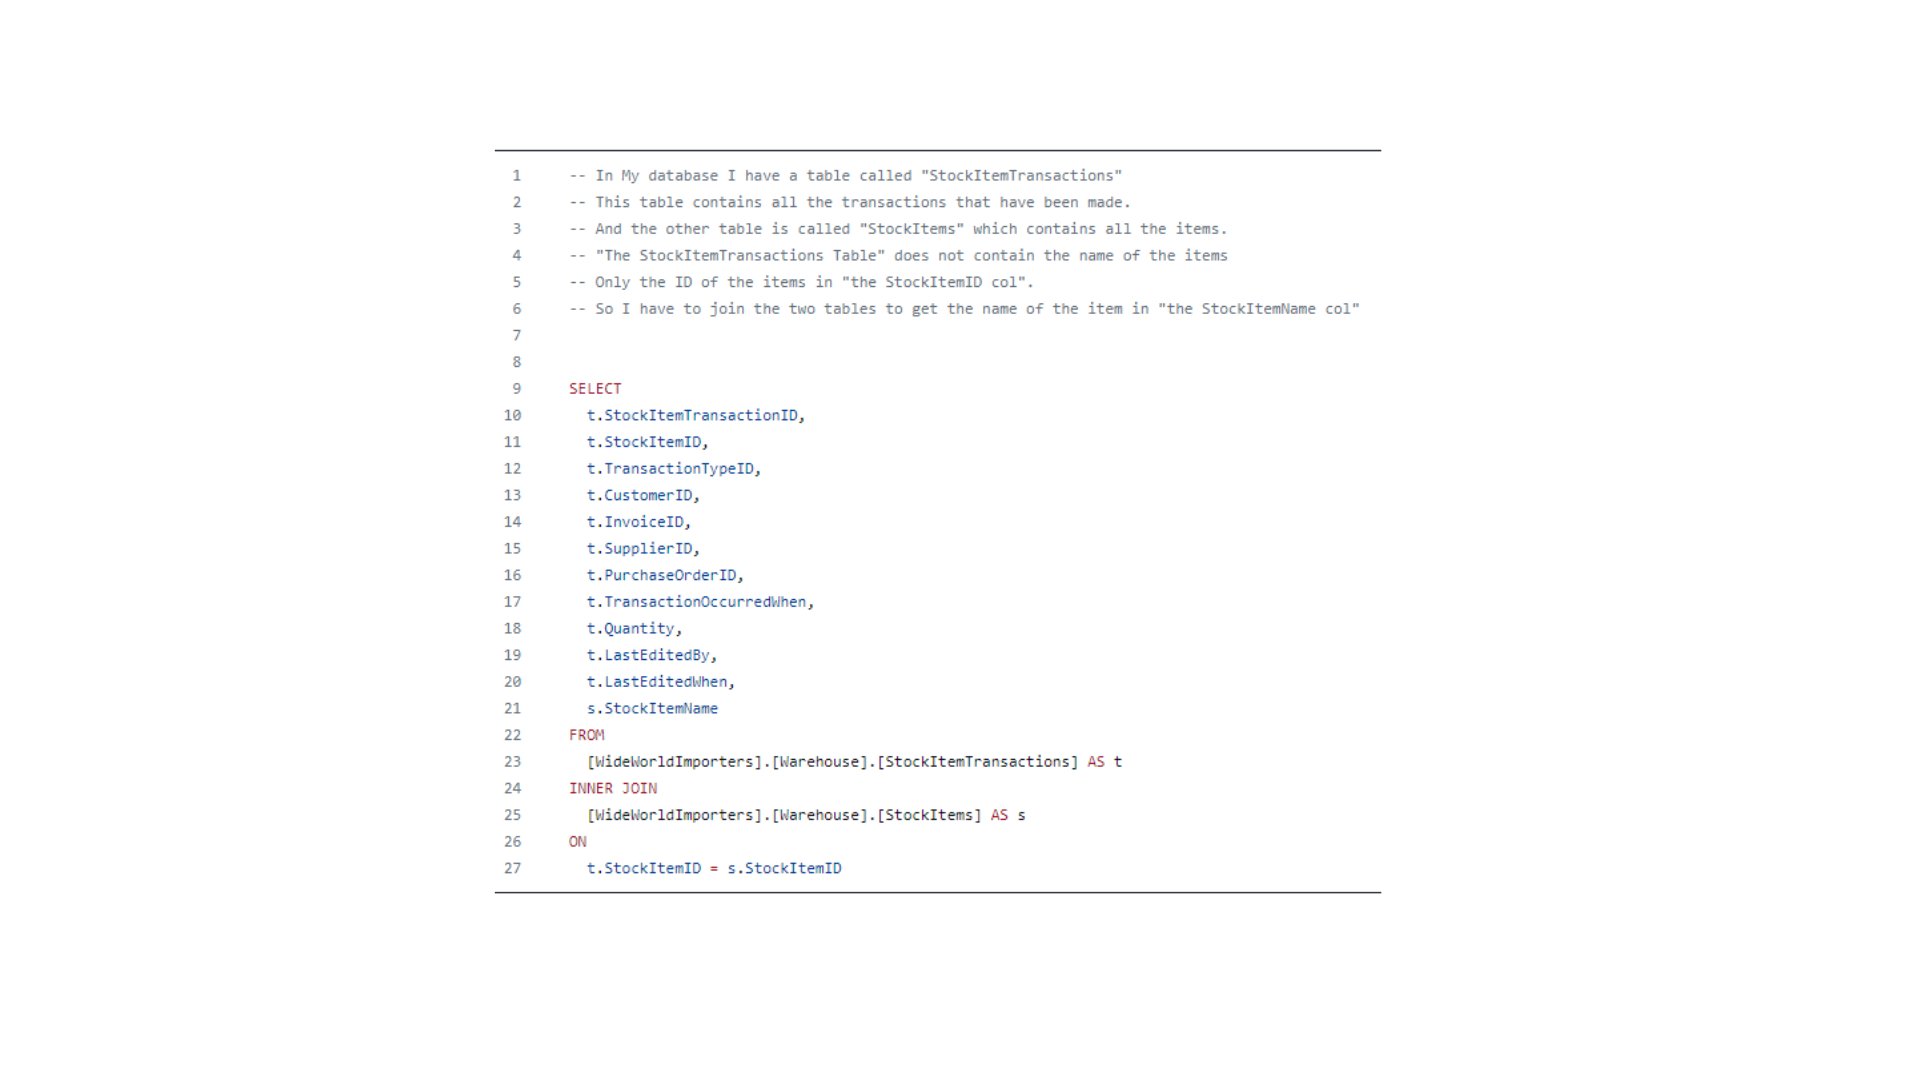 1 -- In My database I have a table called "StockItemTransactions"
2 -- This table contains all the transactions that have been made.
3 -- And the other table is called "StockItems" which contains all the items.
4 -- "The StockItemTransactions Table" does not contain the name of the items
5 -- Only the ID of the items in "the StockItemID col".
6 -- So I have to join the two tables to get the name of the item in "the StockItemName col"
7
8
9 SELECT
10 t.StockItemTransactionID,
11 t.StockItemID,
12 t.TransactionTypeID,
13 t.CustomerID,
14 t.InvoiceID,
15 t.SupplierID,
16 t.PurchaseOrderID,
17 t.TransactionOccurredWhen,
18 t.Quantity,
19 t.LastEditedBy,
20 t.LastEditedWhen,
21 s.StockItemName
22 FROM
23 [WideWorldImporters].[Warehouse].[StockItemTransactions] AS t
24 INNER JOIN
25 [WideWorldImporters].[Warehouse].[StockItems] AS s
26 ON
27 t.StockItemID = s.StockItemID